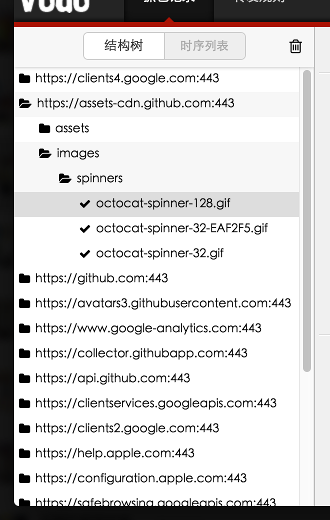 结构树 时序列表
https://clients4.google.com:443
https://assets-cdn.github.com:443
assets
images
spinners
octocat-spinner-128.gif
octocat-spinner-32-EAF2F5.gif
octocat-spinner-32.gif
https://github.com:443
https://avatars3.githubusercontent.com:443
https://www.google-analytics.com:443
https://collector.githubapp.com:443
https://api.github.com:443
https://clientservices.googleapis.com:443
https://clients2.google.com:443
https://help.apple.com:443
https://configuration.apple.com:443
https://safebrowsing.googleapis.com:443